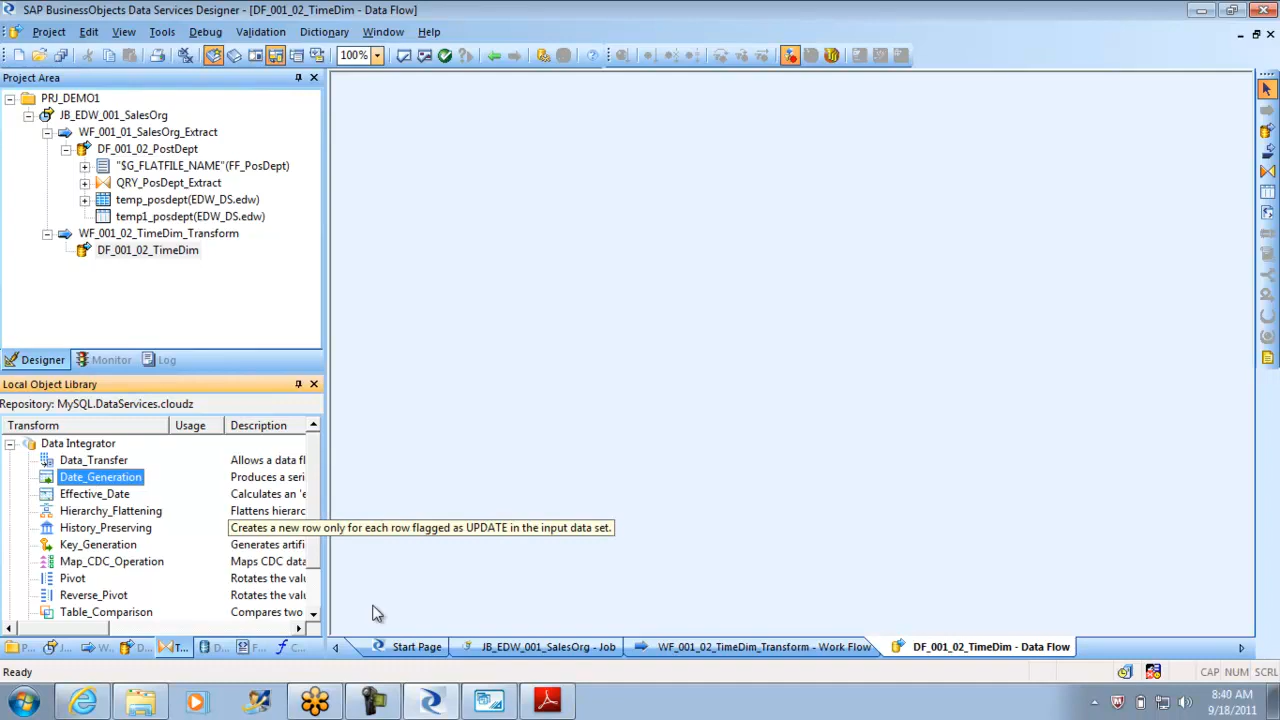 SAP BusinessObjects Data Services Designer - [DF_001_02_TimeDim - Data Flow]
Project Edit View Tools Debug Validation Dictionary Window Help
100%
Project Area
PRJ_DEMO1
JB_EDW_001_SalesOrg
WF_001_01_SalesOrg_Extract
DF_001_02_PostDept
"$G_FLATFILE_NAME"(FF_PosDept)
QRY_PosDept_Extract
temp_posdept(EDW_DS.edw)
temp1_posdept(EDW_DS.edw)
WF_001_02_TimeDim_Transform
DF_001_02_TimeDim
Designer Monitor Log
Local Object Library
Repository: MySQL.DataServices.cloudz
Transform Usage Description
Data Integrator
Data_Transfer Allows a data fl
Date_Generation Produces a seri
Effective_Date Calculates an 'e
Hierarchy_Flattening Flattens hierarc
History_Preserving Creates a new row only for each row flagged as UPDATE in the input data set.
Key_Generation Generates artifi
Map_CDC_Operation Maps CDC data
Pivot Rotates the valu
Reverse_Pivot Rotates the valu
Table_Comparison Compares two
P... J... W... D... T... D... F... C... Start Page JB_EDW_001_SalesOrg - Job WF_001_02_TimeDim_Transform - Work Flow DF_001_02_TimeDim - Data Flow
Ready CAP NUM SCRL
8:40 AM
9/18/2011